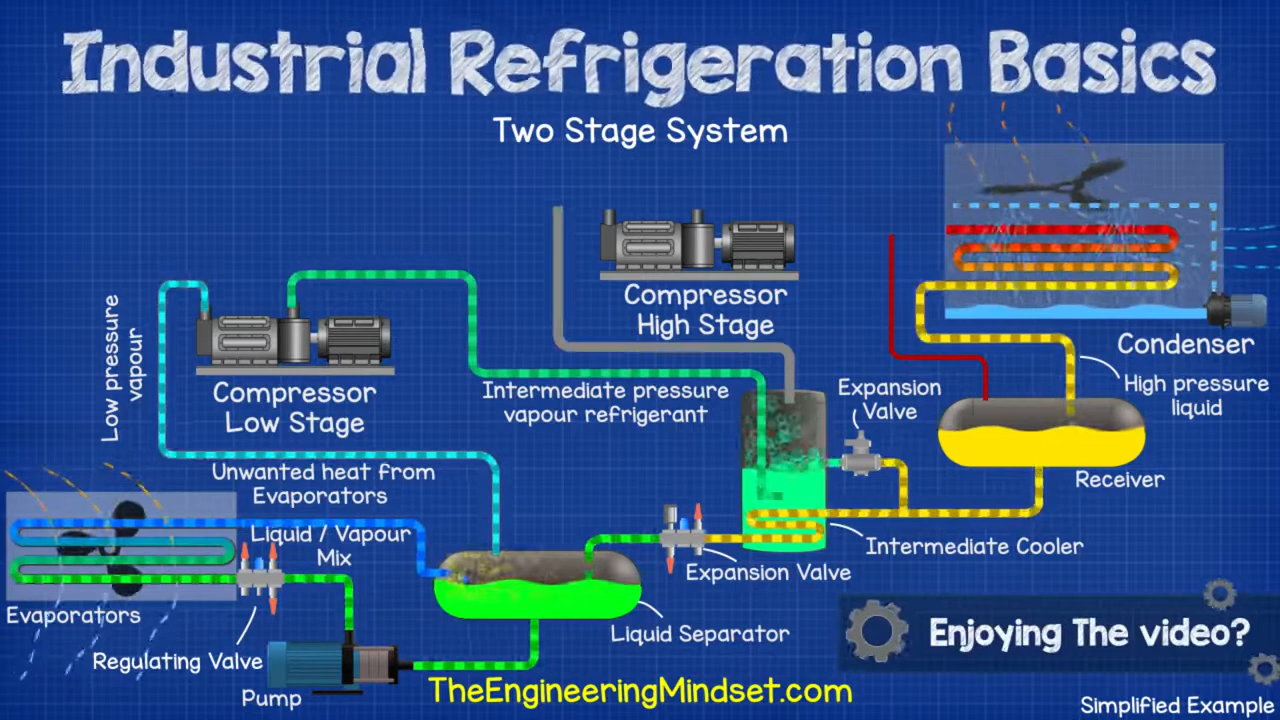 Industrial Refrigeration Basics
Two Stage System
Low pressure
vapour
Compressor
Low Stage
Compressor
High Stage
Intermediate pressure
vapour refrigerant
Expansion
Valve
Condenser
High pressure
liquid
Receiver
Unwanted heat from
Evaporators
Liquid / Vapour
Mix
Intermediate Cooler
Expansion Valve
Evaporators
Regulating Valve
Liquid Separator
Pump
Enjoying The video?
TheEngineeringMindset.com
Simplified Example